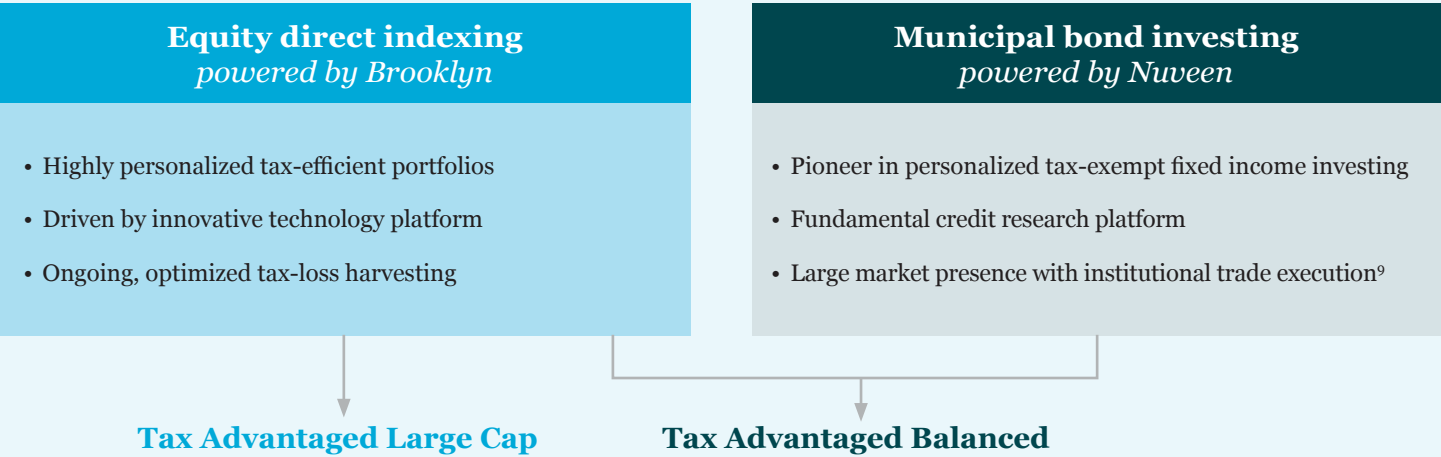 Equity direct indexing
powered by Brooklyn
• Highly personalized tax-efficient portfolios
• Driven by innovative technology platform
• Ongoing, optimized tax-loss harvesting
Municipal bond investing
powered by Nuveen
• Pioneer in personalized tax-exempt fixed income investing
• Fundamental credit research platform
• Large market presence with institutional trade execution⁹
Tax Advantaged Large Cap
Tax Advantaged Balanced